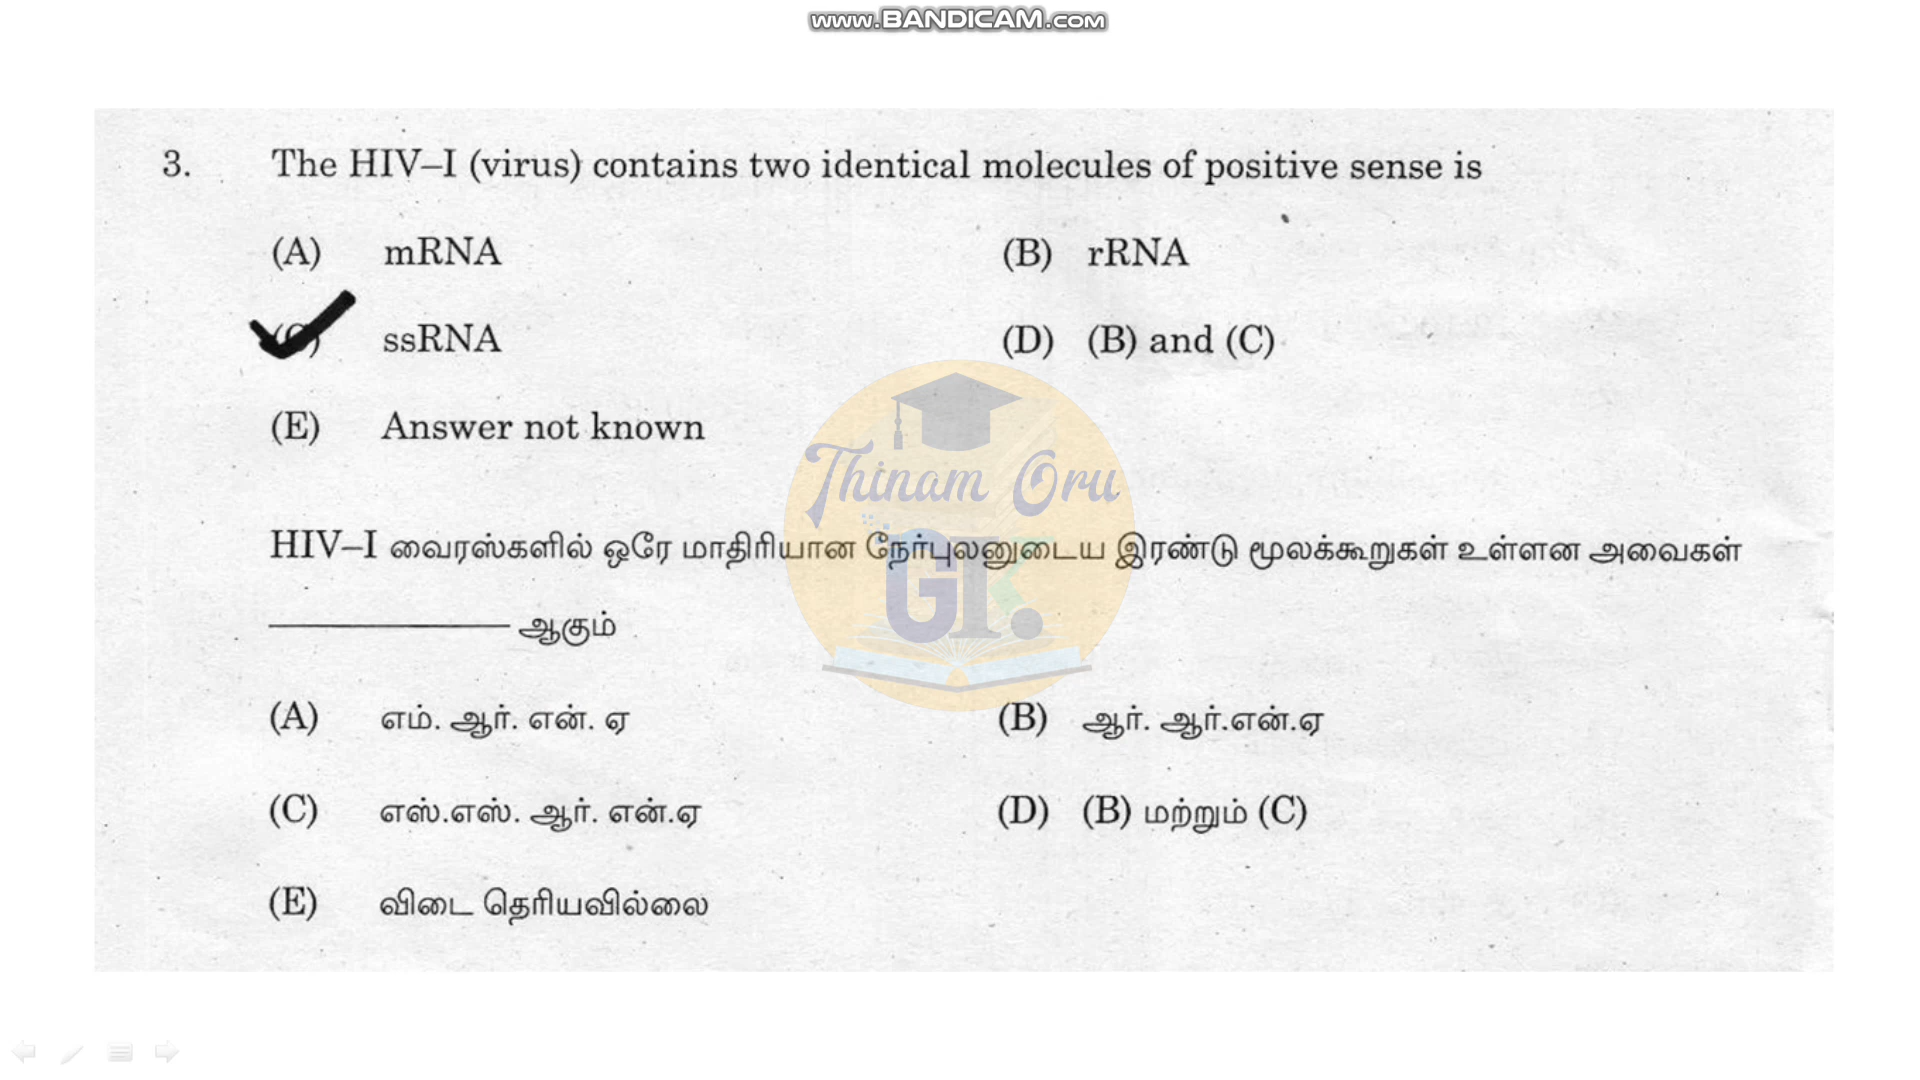 www.BANDICAM.com
3. The HIV–I (virus) contains two identical molecules of positive sense is
(A) mRNA (B) rRNA
(C) ssRNA (D) (B) and (C)
(E) Answer not known
Thinam Oru
GK
HIV–I வைரஸ்களில் ஒரே மாதிரியான நேர்புலனுடைய இரண்டு மூலக்கூறுகள் உள்ளன அவைகள்
ஆகும்
(A) எம். ஆர். என். ஏ (B) ஆர். ஆர்.என்.ஏ
(C) எஸ்.எஸ். ஆர். என்.ஏ (D) (B) மற்றும் (C)
(E) விடை தெரியவில்லை